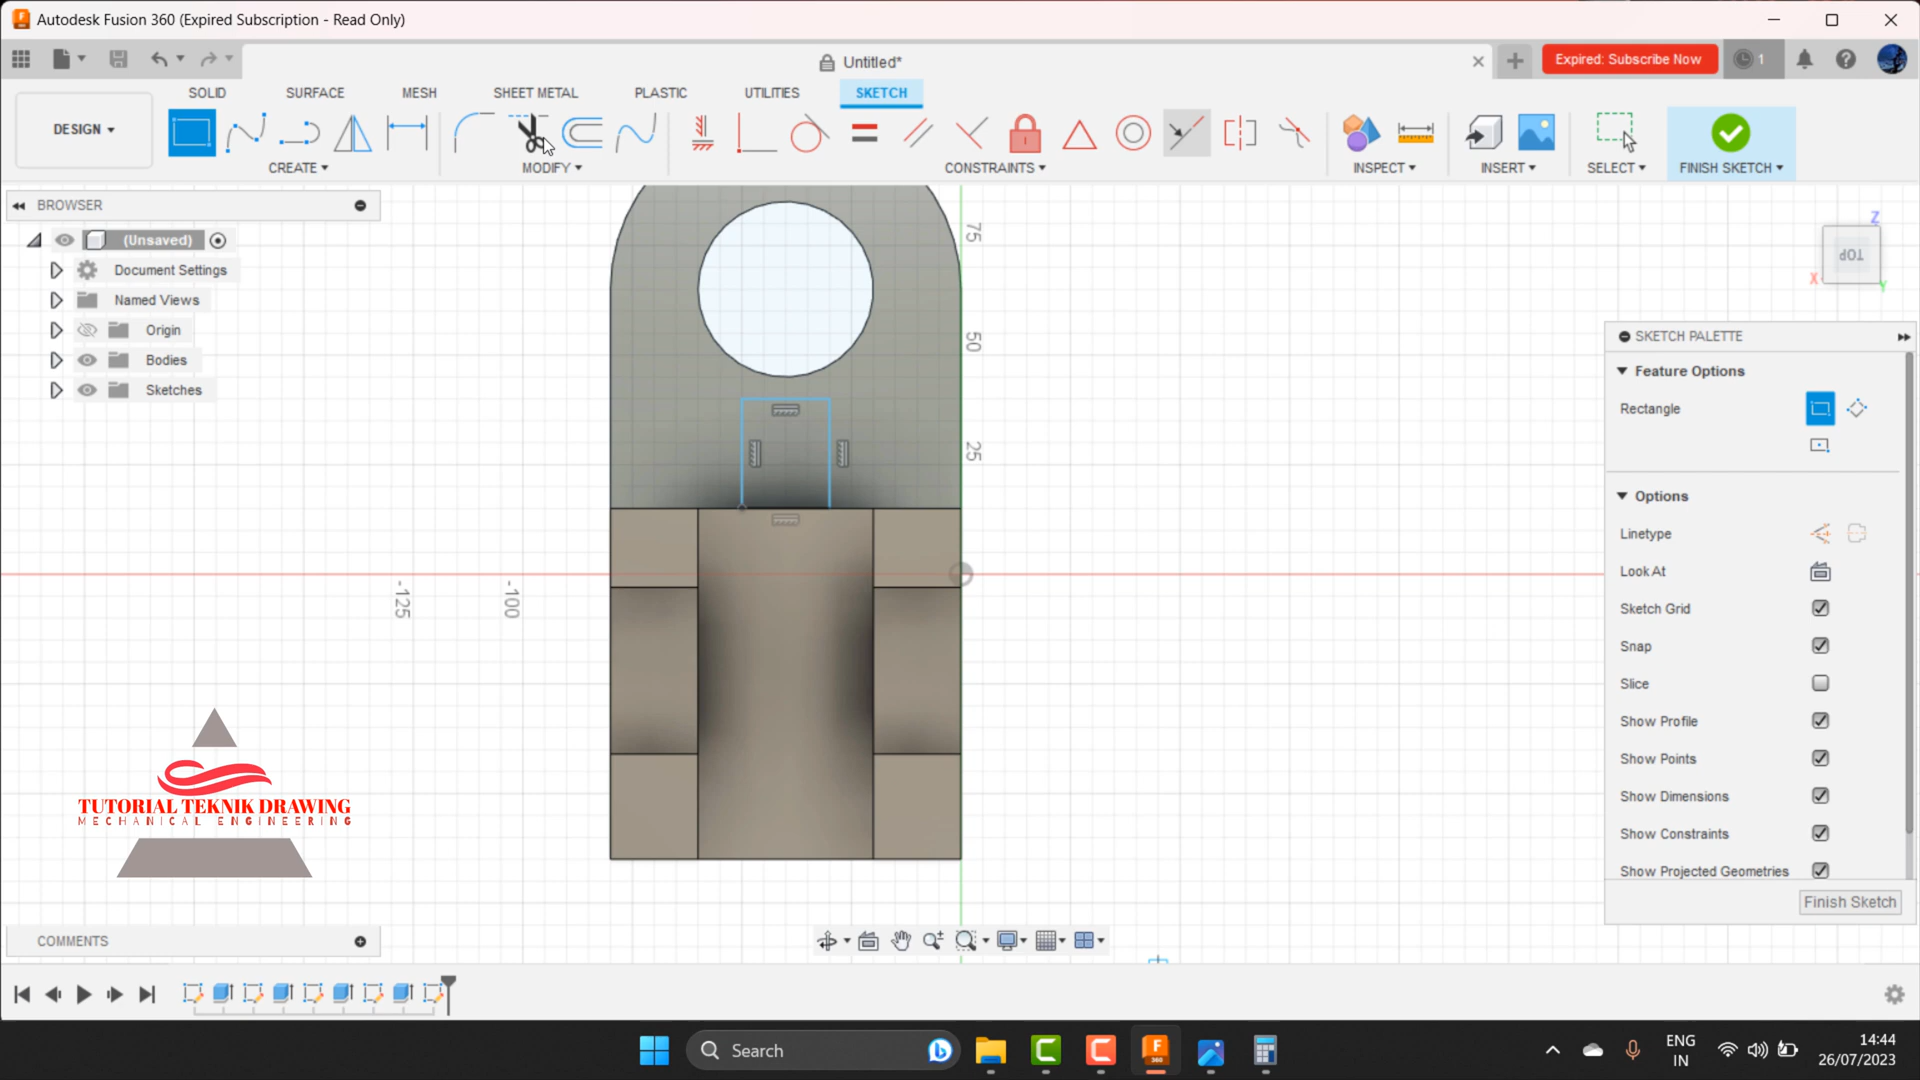 Autodesk Fusion 360 (Expired Subscription - Read Only)
Untitled*
Expired: Subscribe Now
1
DESIGN
SOLID
SURFACE
MESH
SHEET METAL
PLASTIC
UTILITIES
SKETCH
CREATE
MODIFY
CONSTRAINTS
INSPECT
INSERT
SELECT
FINISH SKETCH
BROWSER
(Unsaved)
Document Settings
Named Views
Origin
Bodies
Sketches
75
50
25
-125
-100
Z
TOP
X
Y
SKETCH PALETTE
Feature Options
Rectangle
Options
Linetype
Look At
Sketch Grid
Snap
Slice
Show Profile
Show Points
Show Dimensions
Show Constraints
Show Projected Geometries
Finish Sketch
TUTORIAL TEKNIK DRAWING
MECHANICAL ENGINEERING
COMMENTS
Search
F
360
ENG
IN
14:44
26/07/2023